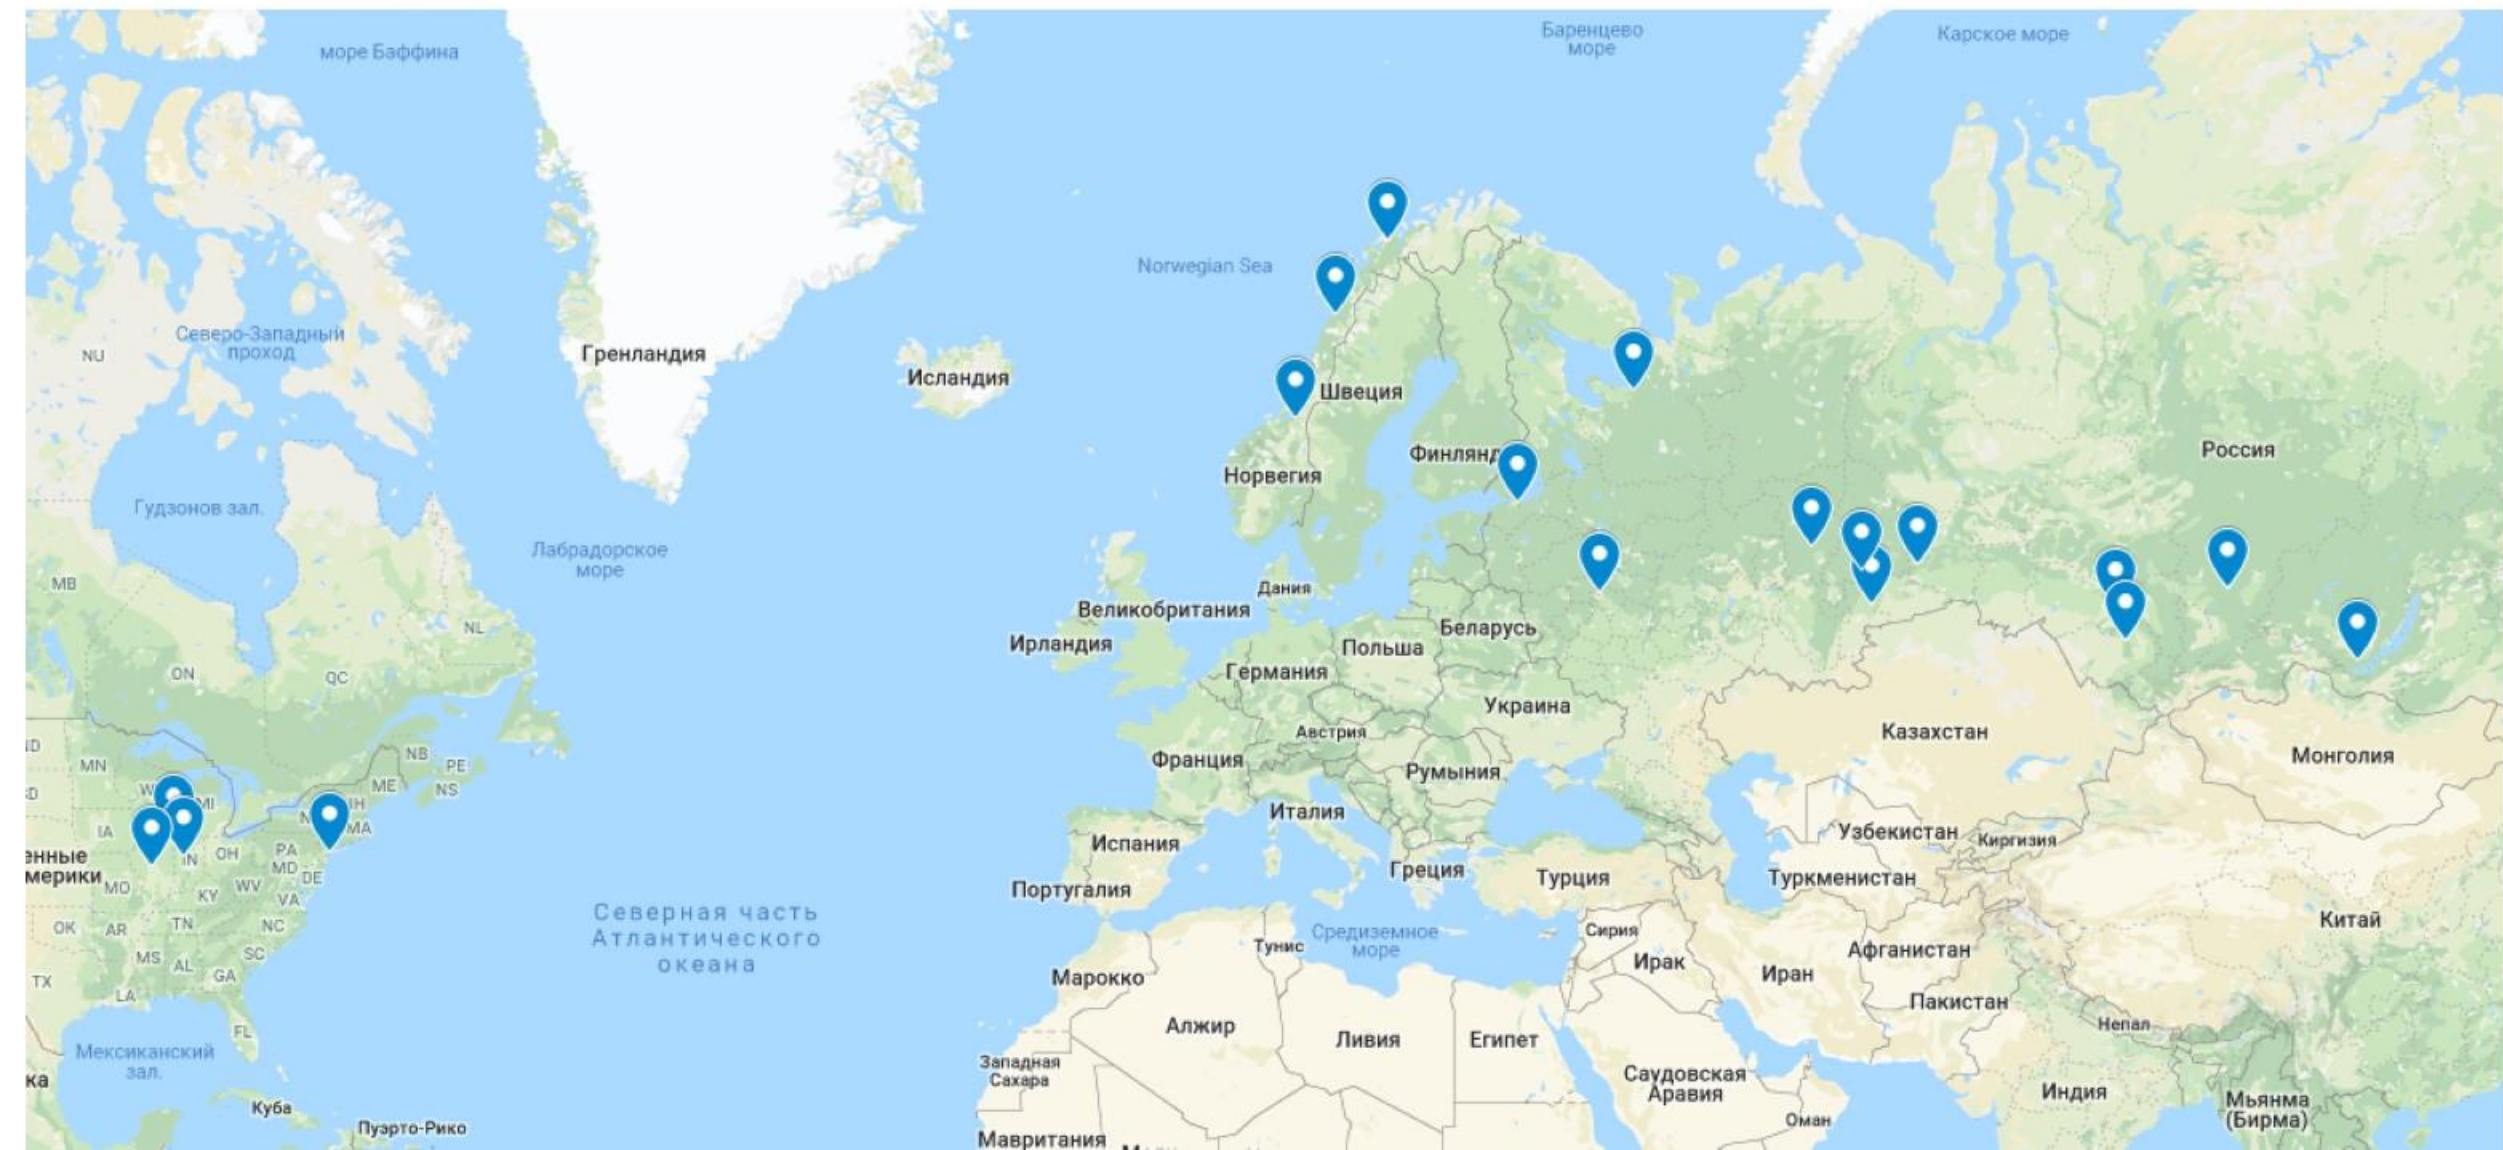 море Баффина
Баренцево
море
Карское море
Norwegian Sea
Северо-Западный
проход
NU
Гренландия
Исландия
Швеция
Финлянд
Норвегия
Россия
Гудзонов зал.
Лабрадорское
море
MB
Дания
Великобритания
Ирландия
Беларусь
Польша
Германия
NL
ON
QC
Украина
Австрия
Казахстан
Франция
Румыния
Монголия
NB
PE
MN
ME
NS
MI
IH
IA
MA
Италия
Испания
Узбекистан
Киргизия
IN
OH
PA
MD
DE
енные
мерики
MO
KY
WV
VA
Греция
Турция
Туркменистан
Португалия
Северная часть
Атлантического
океана
OK
AR
TN
NC
Средиземное
море
Тунис
Сирия
Ирак
Иран
Афганистан
Китай
MS
AL
SC
GA
TX
LA
Марокко
Пакистан
Алжир
Ливия
Египет
Непал
FL
Мексиканский
зал.
Западная
Сахара
Саудовская
Аравия
Индия
Мьянма
(Бирма)
ка
Куба
Пуэрто-Рико
Оман
Мавритания